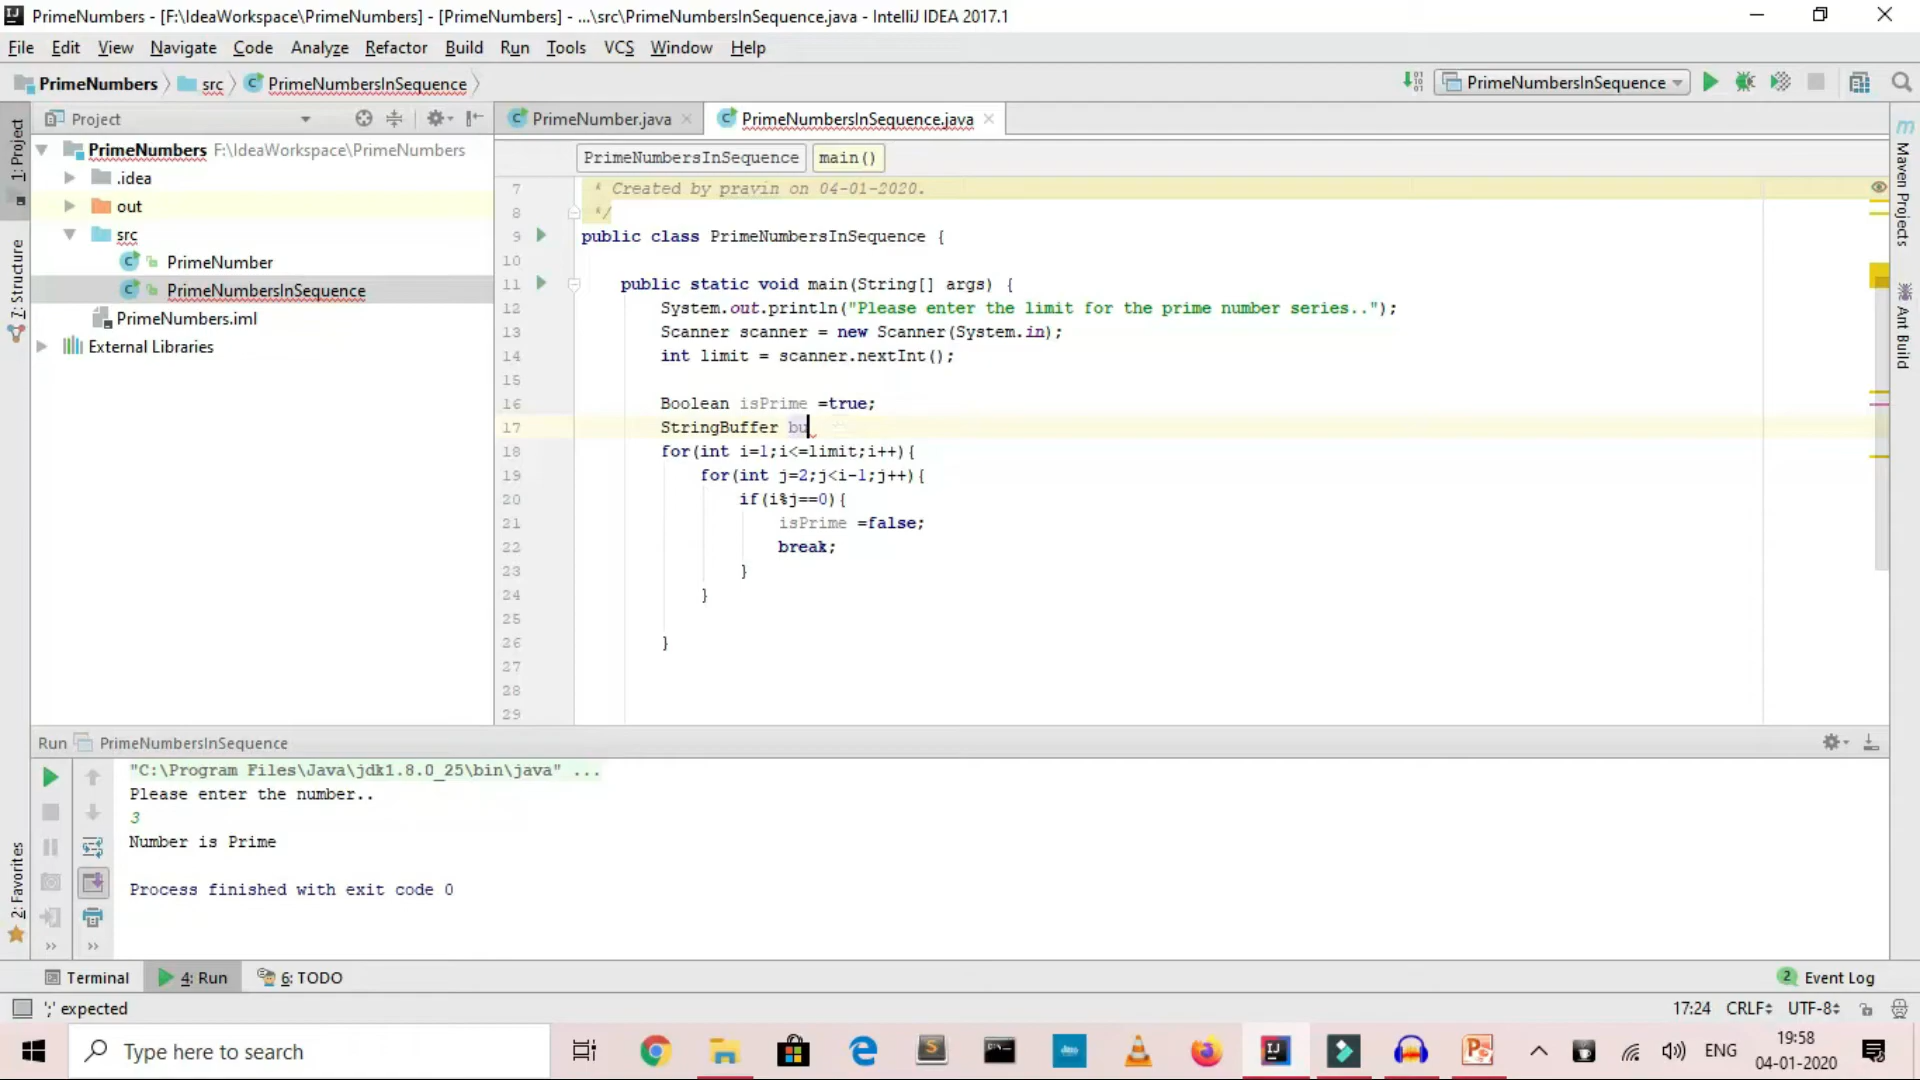 PrimeNumbers - [F:\IdeaWorkspace\PrimeNumbers] - [PrimeNumbers] - ...\src\PrimeNumbersInSequence.java - IntelliJ IDEA 2017.1
File Edit View Navigate Code Analyze Refactor Build Run Tools VCS Window Help
PrimeNumbers src PrimeNumbersInSequence PrimeNumbersInSequence
Project PrimeNumber.java PrimeNumbersInSequence.java
PrimeNumbers F:\IdeaWorkspace\PrimeNumbers
.idea
out
src
PrimeNumber
PrimeNumbersInSequence
PrimeNumbers.iml
External Libraries
1: Project
7: Structure
2: Favorites
Maven Projects
Ant Build
PrimeNumbersInSequence main()
7 * Created by pravin on 04-01-2020.
8 */
9 public class PrimeNumbersInSequence {
10
11 public static void main(String[] args) {
12 System.out.println("Please enter the limit for the prime number series..");
13 Scanner scanner = new Scanner(System.in);
14 int limit = scanner.nextInt();
15
16 Boolean isPrime =true;
17 StringBuffer bu
18 for(int i=1;i<=limit;i++){
19 for(int j=2;j<i-1;j++){
20 if(i%j==0){
21 isPrime =false;
22 break;
23 }
24 }
25
26 }
27
28
29
Run PrimeNumbersInSequence
"C:\Program Files\Java\jdk1.8.0_25\bin\java" ...
Please enter the number..
3
Number is Prime
Process finished with exit code 0
Terminal 4: Run 6: TODO 2 Event Log
';' expected 17:24 CRLF UTF-8
Type here to search ENG 19:58
04-01-2020